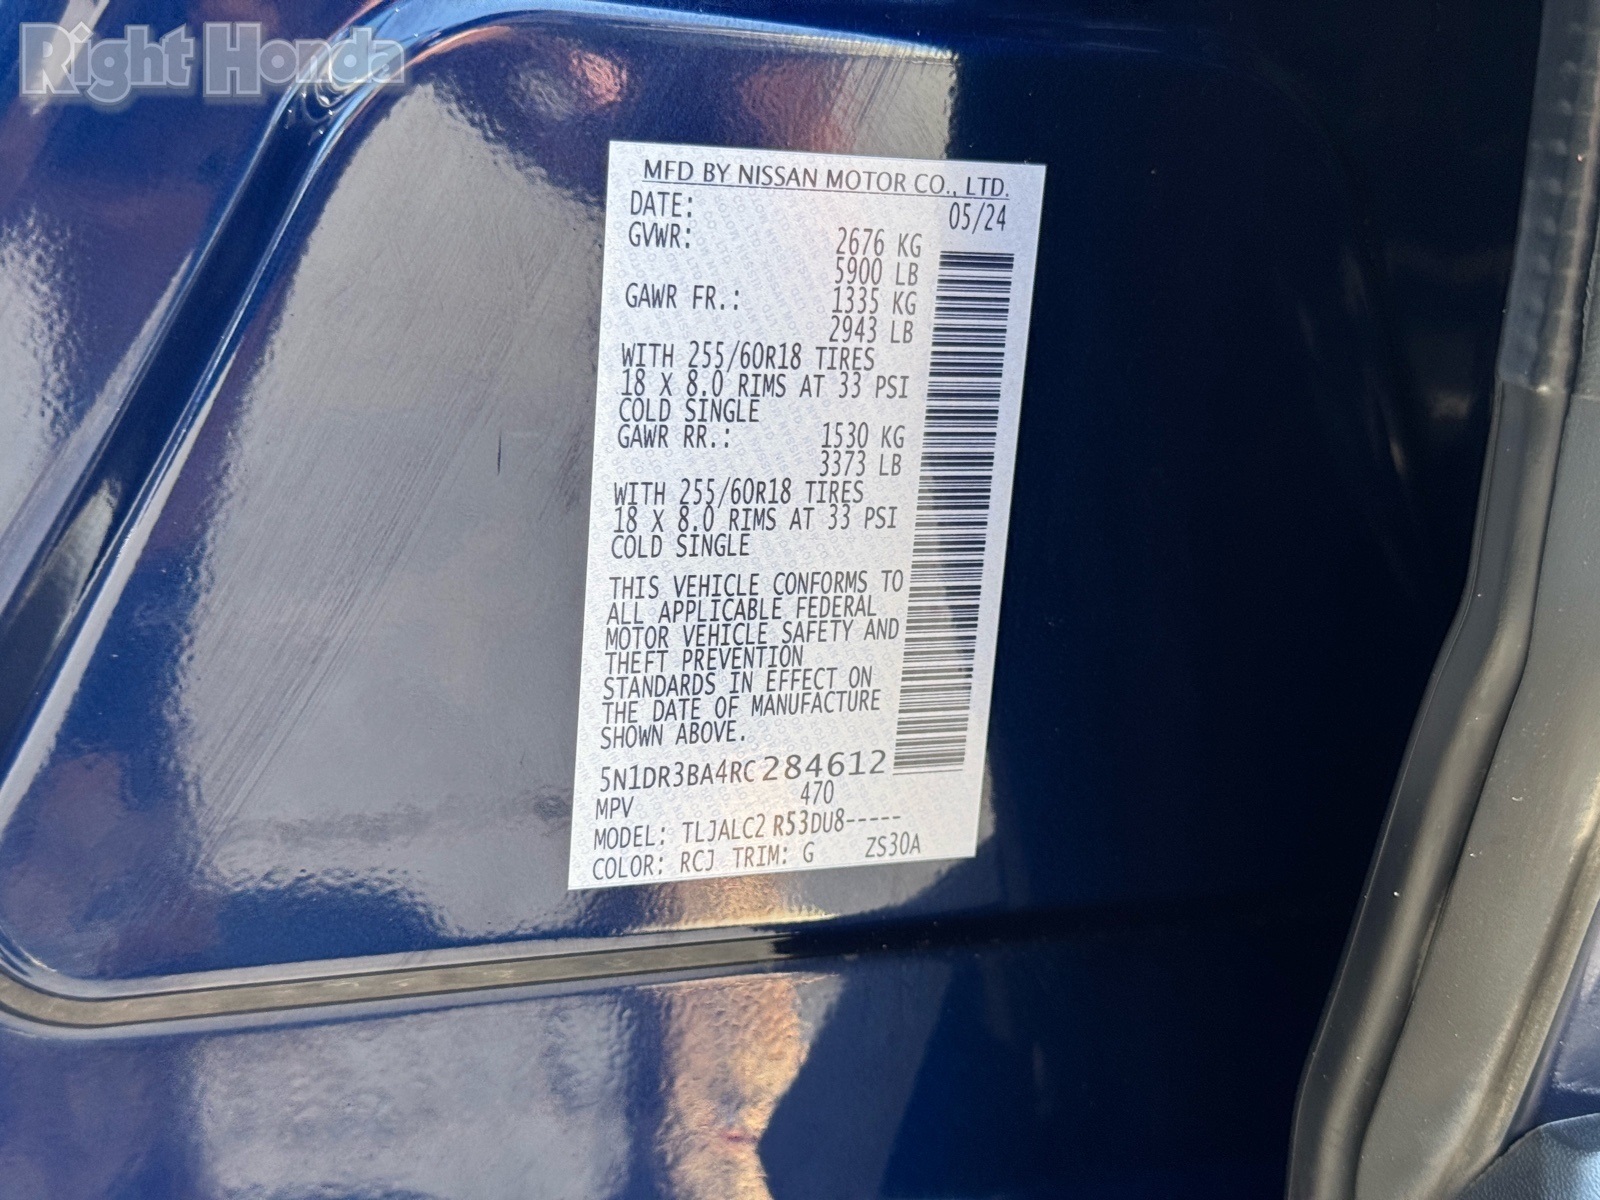 Right Honda
MFD BY NISSAN MOTOR CO., LTD.
DATE: 05/24
GVWR: 2676 KG
5900 LB
GAWR FR.: 1335 KG
2943 LB
WITH 255/60R18 TIRES
18 X 8.0 RIMS AT 33 PSI
COLD SINGLE
GAWR RR.: 1530 KG
3373 LB
WITH 255/60R18 TIRES
18 X 8.0 RIMS AT 33 PSI
COLD SINGLE
THIS VEHICLE CONFORMS TO
ALL APPLICABLE FEDERAL
MOTOR VEHICLE SAFETY AND
THEFT PREVENTION
STANDARDS IN EFFECT ON
THE DATE OF MANUFACTURE
SHOWN ABOVE.
5N1DR3BA4RC284612
MPV 470
MODEL: TLJALC2 R53DU8-----
COLOR: RCJ TRIM: G ZS30A